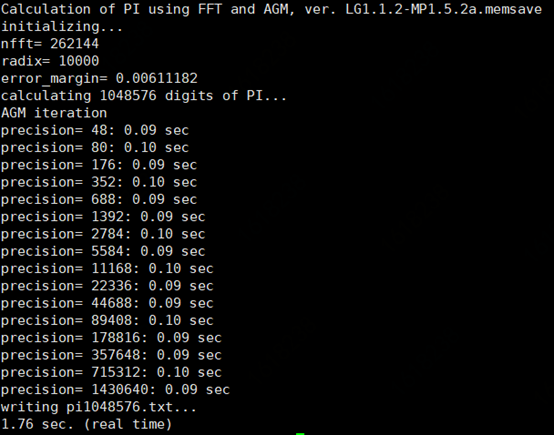 Calculation of PI using FFT and AGM, ver. LG1.1.2-MP1.5.2a.memsave
initializing...
nfft= 262144
radix= 10000
error_margin= 0.00611182
calculating 1048576 digits of PI...
AGM iteration
precision= 48: 0.09 sec
precision= 80: 0.10 sec
precision= 176: 0.09 sec
precision= 352: 0.10 sec
precision= 688: 0.09 sec
precision= 1392: 0.09 sec
precision= 2784: 0.10 sec
precision= 5584: 0.09 sec
precision= 11168: 0.10 sec
precision= 22336: 0.09 sec
precision= 44688: 0.09 sec
precision= 89408: 0.10 sec
precision= 178816: 0.09 sec
precision= 357648: 0.09 sec
precision= 715312: 0.10 sec
precision= 1430640: 0.09 sec
writing pi1048576.txt...
1.76 sec. (real time)